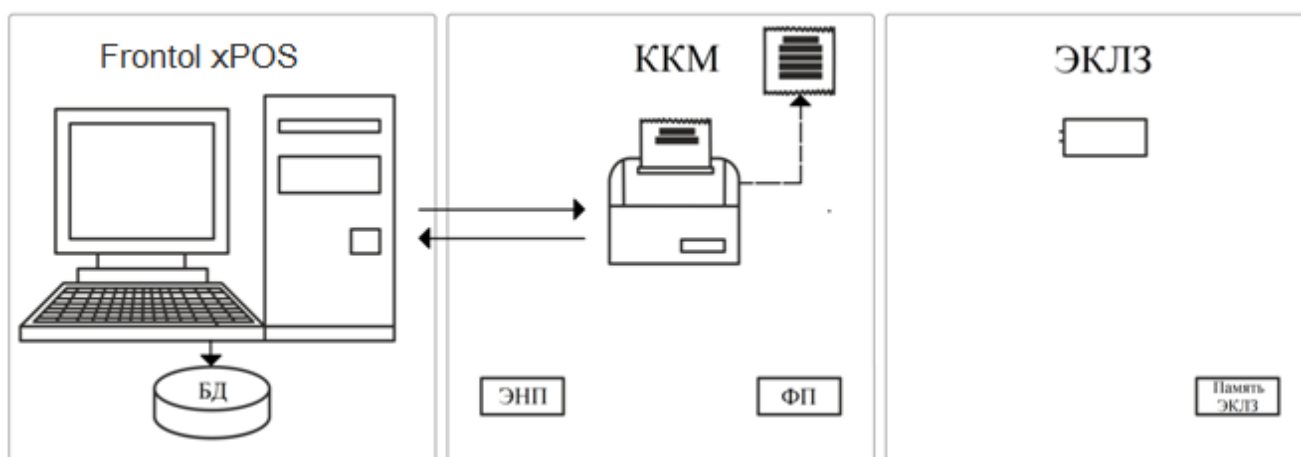 Frontol xPOS
ККМ
ЭКЛЗ
БД
ЭНП
ФП
Память
ЭКЛЗ